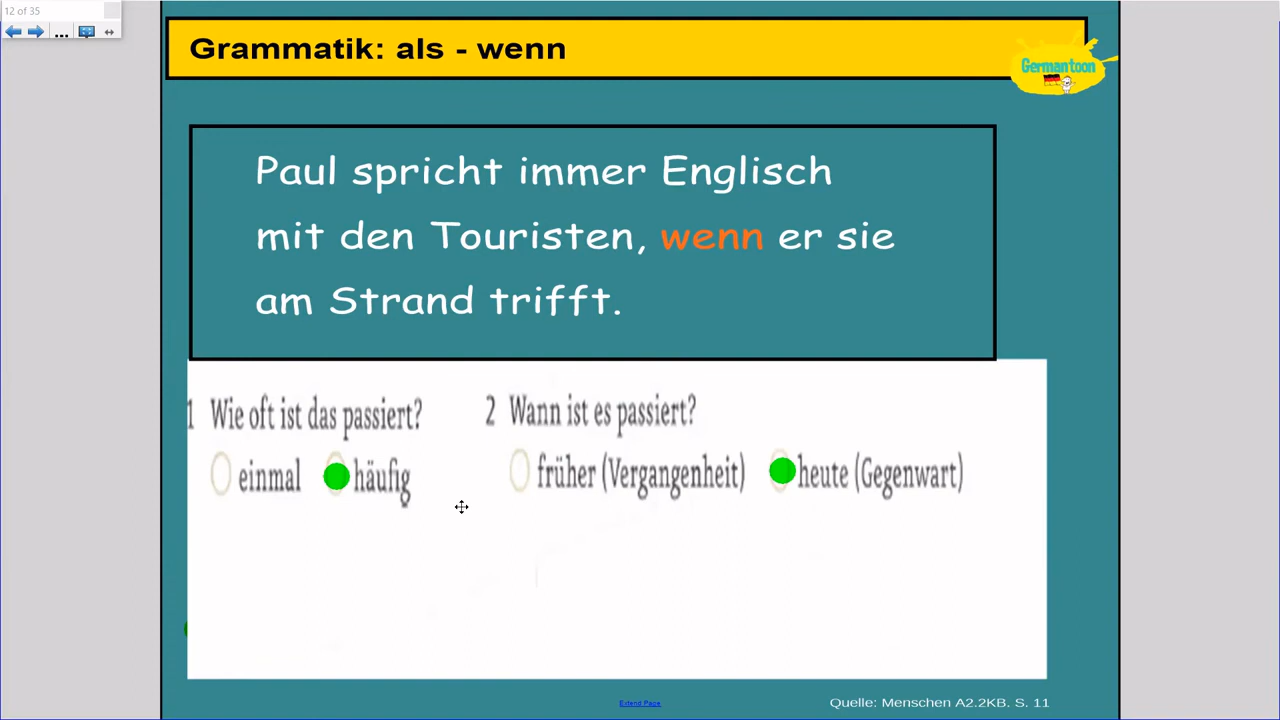 12 of 35
...
Grammatik: als - wenn
Germantoon
Paul spricht immer Englisch
mit den Touristen, wenn er sie
am Strand trifft.
1 Wie oft ist das passiert?
einmal häufig
2 Wann ist es passiert?
früher (Vergangenheit) heute (Gegenwart)
Extend Page
Quelle: Menschen A2.2KB. S. 11